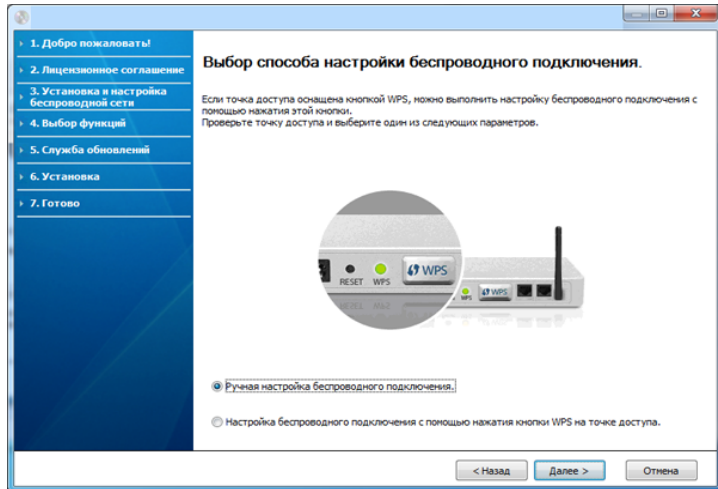 1. Добро пожаловать!
2. Лицензионное соглашение
3. Установка и настройка
беспроводной сети
4. Выбор функций
5. Служба обновлений
6. Установка
7. Готово
Выбор способа настройки беспроводного подключения.
Если точка доступа оснащена кнопкой WPS, можно выполнить настройку беспроводного подключения с
помощью нажатия этой кнопки.
Проверьте точку доступа и выберите один из следующих параметров.
RESET WPS WPS
WPS WPS
Ручная настройка беспроводного подключения.
Настройка беспроводного подключения с помощью нажатия кнопки WPS на точке доступа.
< Назад Далее > Отмена